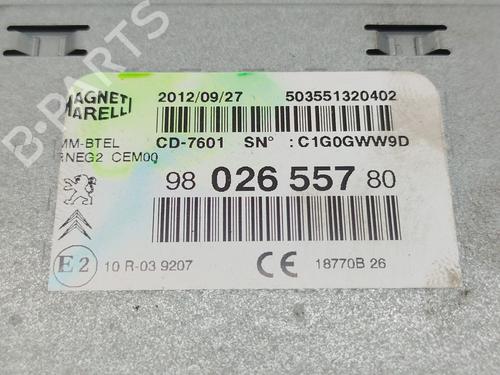 MAGNETI
MARELLI
2012/09/27
503551320402
MM-BTEL
CD-7601 SN° : C1G0GWW9D
RNEG2 CEM00
98 026 557 80
E2
10 R-03 9207
CE
18770B 26
B-PARTS